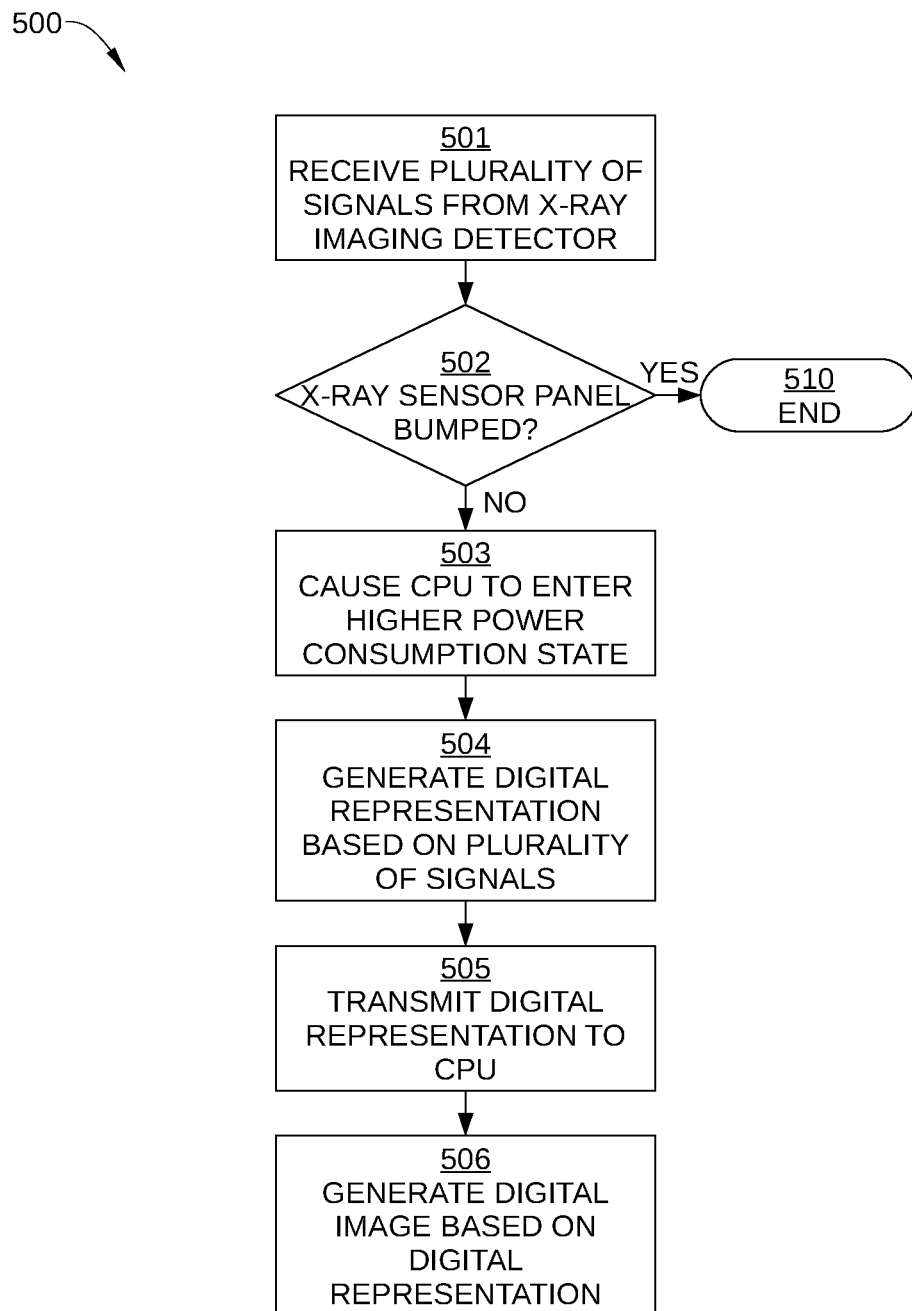 500
501
RECEIVE PLURALITY OF
SIGNALS FROM X-RAY
IMAGING DETECTOR
502
X-RAY SENSOR PANEL
BUMPED?
YES
510
END
NO
503
CAUSE CPU TO ENTER
HIGHER POWER
CONSUMPTION STATE
504
GENERATE DIGITAL
REPRESENTATION
BASED ON PLURALITY
OF SIGNALS
505
TRANSMIT DIGITAL
REPRESENTATION TO
CPU
506
GENERATE DIGITAL
IMAGE BASED ON
DIGITAL
REPRESENTATION